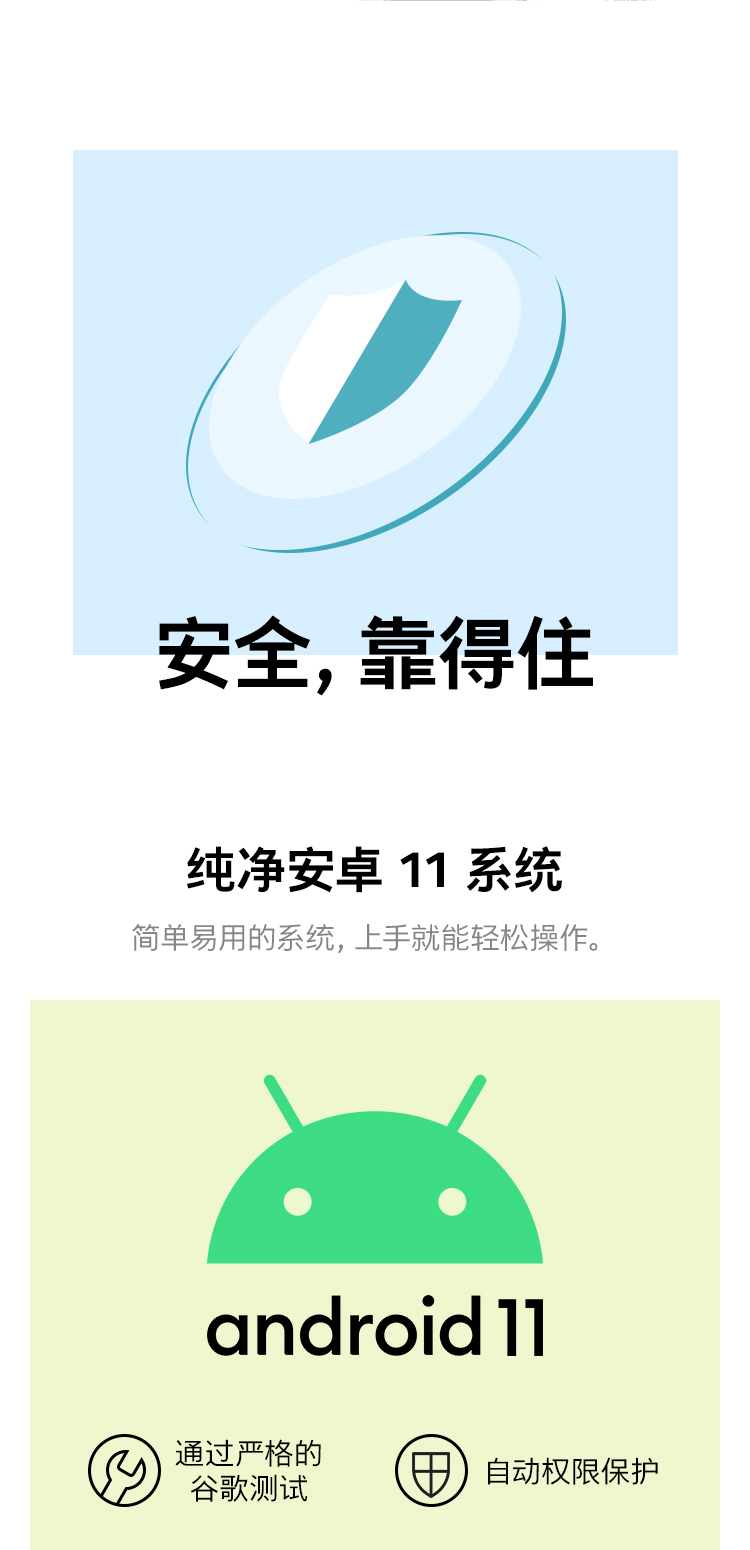 安全, 靠得住
纯净安卓 11 系统
简单易用的系统, 上手就能轻松操作。
android 11
通过严格的
谷歌测试
自动权限保护